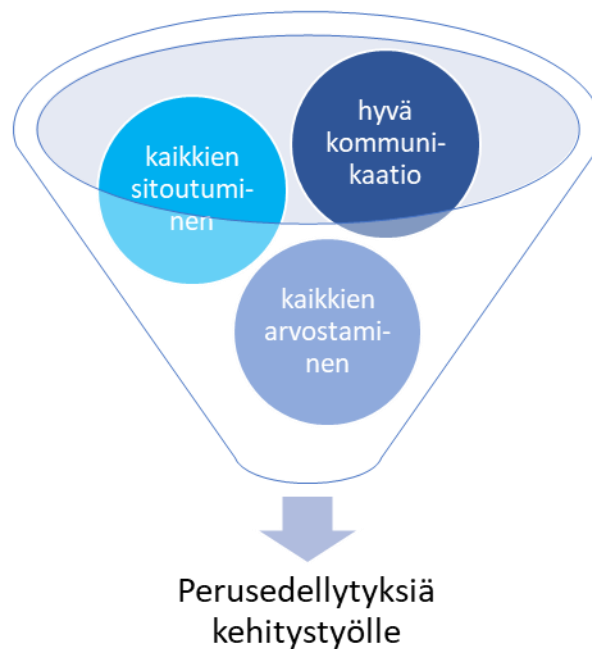 kaikkien
sitoutumi-
nen
hyvä
kommuni-
kaatio
kaikkien
arvostami-
nen
Perusedellytyksiä
kehitystyölle